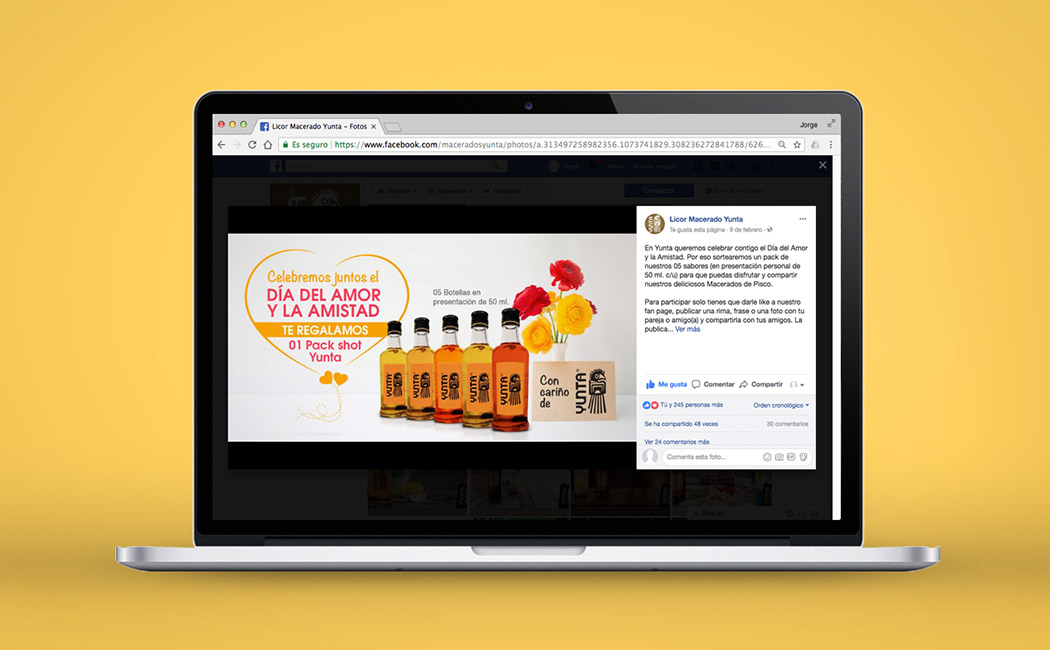 Licor Macerado Yunta – Fotos
Jorge
Es seguro
https://www.facebook.com/maceradosyunta/photos/a.313497258982356.1073741829.308236272841788/626...
Celebremos juntos el
DÍA DEL AMOR
Y LA AMISTAD
TE REGALAMOS
01 Pack shot
Yunta
05 Botellas en
presentación de 50 ml.
YUNTA
YUNTA
YUNTA
YUNTA
YUNTA
Con
cariño
de
YUNTA
Licor Macerado Yunta
Te gusta esta página · 9 de febrero ·
En Yunta queremos celebrar contigo el Día del Amor
y la Amistad. Por eso sortearemos un pack de
nuestros 05 sabores (en presentación personal de
50 ml. c/u) para que puedas disfrutar y compartir
nuestros deliciosos Macerados de Pisco.
Para participar solo tienes que darle like a nuestro
fan page, publicar una rima, frase o una foto con tu
pareja o amigo(a) y compartirla con tus amigos. La
publica... Ver más
Me gusta Comentar Compartir
Tú y 245 personas más
Orden cronológico
Se ha compartido 48 veces
30 comentarios
Ver 24 comentarios más
Comenta esta foto...